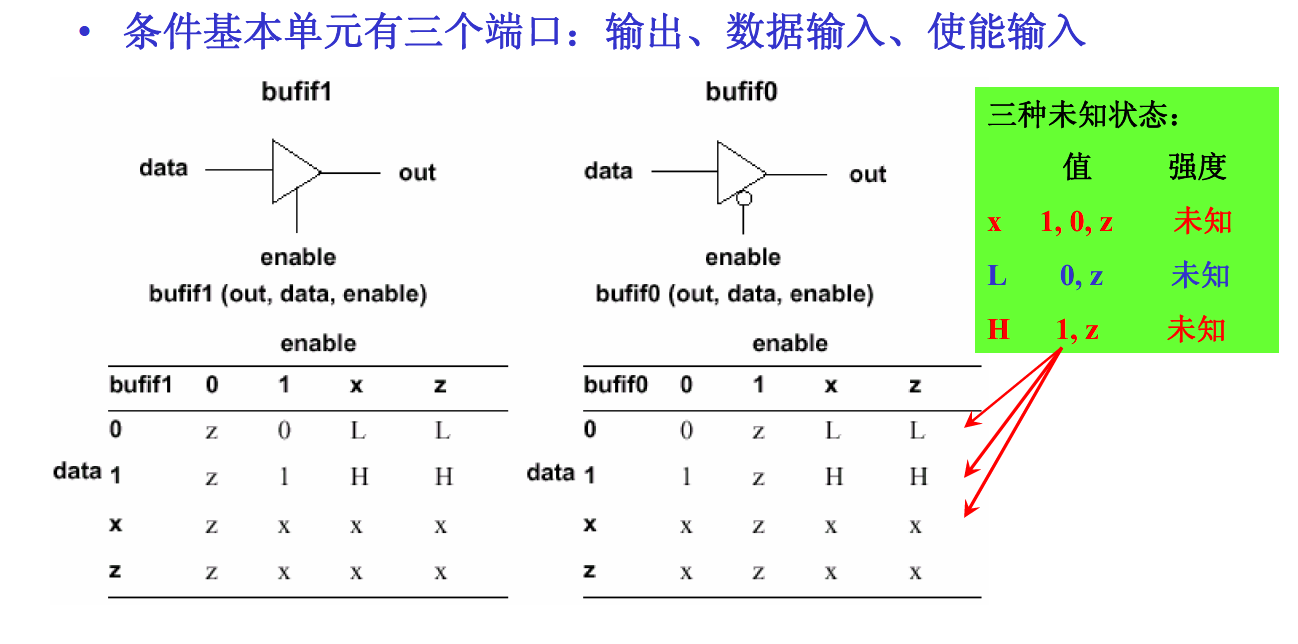 • 条件基本单元有三个端口：输出、数据输入、使能输入
bufif1
data
out
enable
bufif1 (out, data, enable)
enable
bufif1 0 1 x z
0 z 0 L L
data 1 z 1 H H
x z x x x
z z x x x
bufif0
data
out
enable
bufif0 (out, data, enable)
enable
bufif0 0 1 x z
0 0 z L L
data 1 1 z H H
x x z x x
z x z x x
三种未知状态：
值 强度
x 1, 0, z 未知
L 0, z 未知
H 1, z 未知